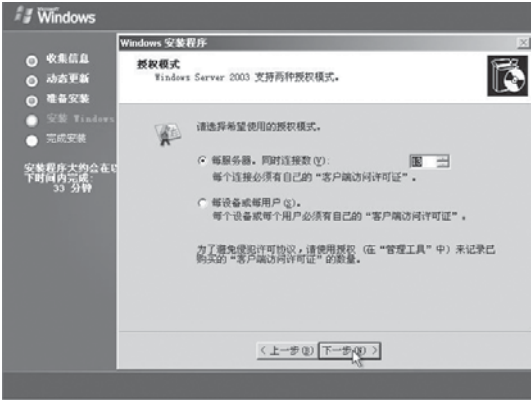 Microsoft
Windows
收集信息
动态更新
准备安装
安装 Windows
完成安装
安装程序大约会在以
下时间内完成:
33 分钟
Windows 安装程序
授权模式
Windows Server 2003 支持两种授权模式。
请选择希望使用的授权模式。
每服务器。同时连接数(V):
每个连接必须有自己的“客户端访问许可证”。
每设备或每用户(S)。
每个设备或每个用户必须有自己的“客户端访问许可证”。
为了避免侵犯许可协议，请使用授权（在“管理工具”中）来记录已
购买的“客户端访问许可证”的数量。
<上一步(B) 下一步(N) >